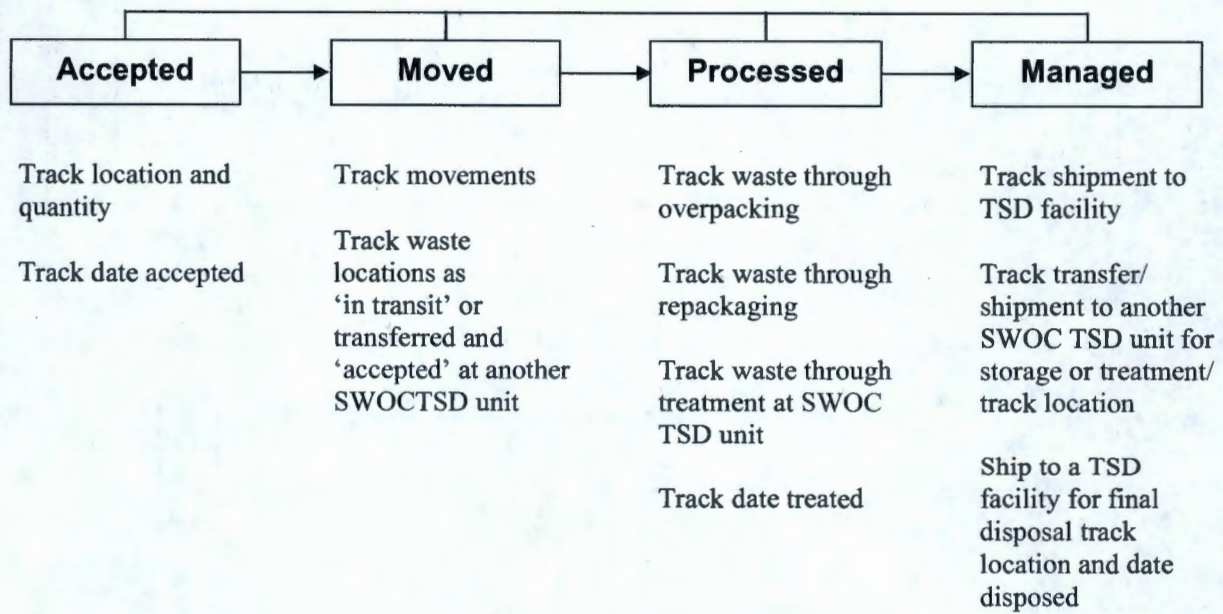 Accepted
Moved
Processed
Managed
Track location and
quantity
Track date accepted
Track movements
Track waste
locations as
‘in transit’ or
transferred and
‘accepted’ at another
SWOCTSD unit
Track waste through
overpacking
Track waste through
repackaging
Track waste through
treatment at SWOC
TSD unit
Track date treated
Track shipment to
TSD facility
Track transfer/
shipment to another
SWOC TSD unit for
storage or treatment/
track location
Ship to a TSD
facility for final
disposal track
location and date
disposed